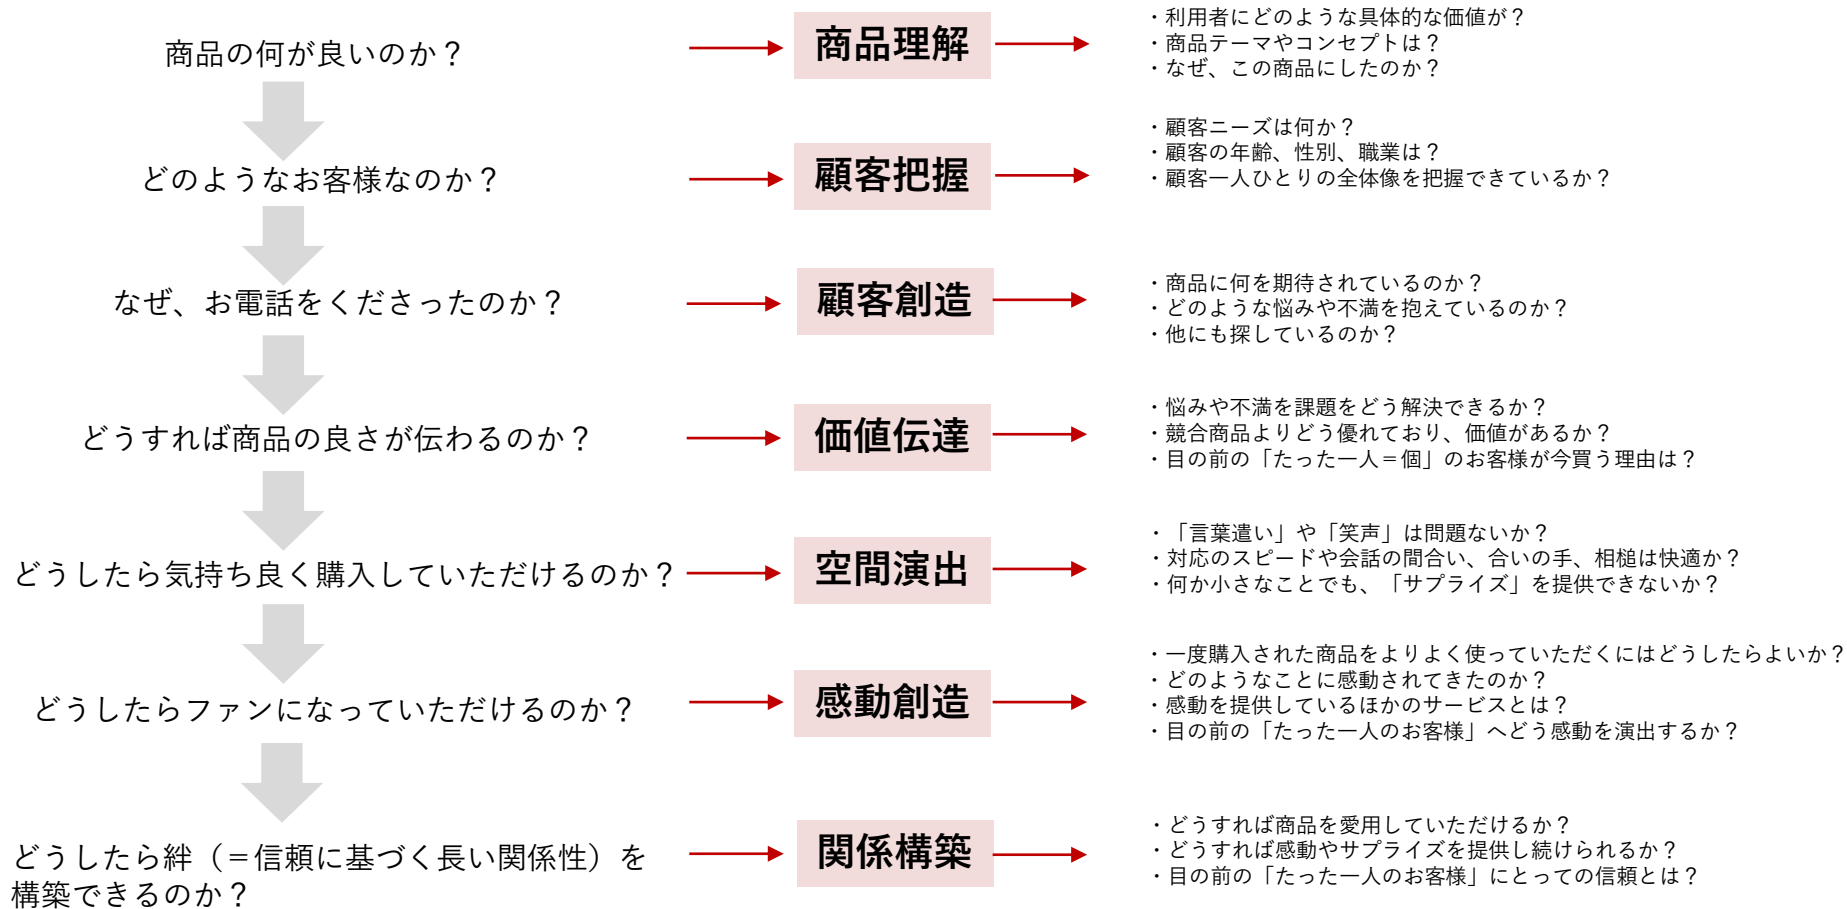 商品の何が良いのか？
商品理解
・利用者にどのような具体的な価値が？
・商品テーマやコンセプトは？
・なぜ、この商品にしたのか？
どのようなお客様なのか？
顧客把握
・顧客ニーズは何か？
・顧客の年齢、性別、職業は？
・顧客一人ひとりの全体像を把握できているか？
なぜ、お電話をくださったのか？
顧客創造
・商品に何を期待されているのか？
・どのような悩みや不満を抱えているのか？
・他にも探しているのか？
どうすれば商品の良さが伝わるのか？
価値伝達
・悩みや不満を課題をどう解決できるか？
・競合商品よりどう優れており、価値があるか？
・目の前の「たった一人＝個」のお客様が今買う理由は？
どうしたら気持ち良く購入していただけるのか？
空間演出
・「言葉遣い」や「笑声」は問題ないか？
・対応のスピードや会話の間合い、合いの手、相槌は快適か？
・何か小さなことでも、「サプライズ」を提供できないか？
どうしたらファンになっていただけるのか？
感動創造
・一度購入された商品をよりよく使っていただくにはどうしたらよいか？
・どのようなことに感動されてきたのか？
・感動を提供しているほかのサービスとは？
・目の前の「たった一人のお客様」へどう感動を演出するか？
どうしたら絆（＝信頼に基づく長い関係性）を
構築できるのか？
関係構築
・どうすれば商品を愛用していただけるか？
・どうすれば感動やサプライズを提供し続けられるか？
・目の前の「たった一人のお客様」にとっての信頼とは？